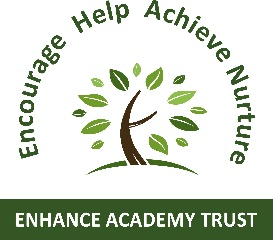 Encourage Help Achieve Nurture
ENHANCE ACADEMY TRUST